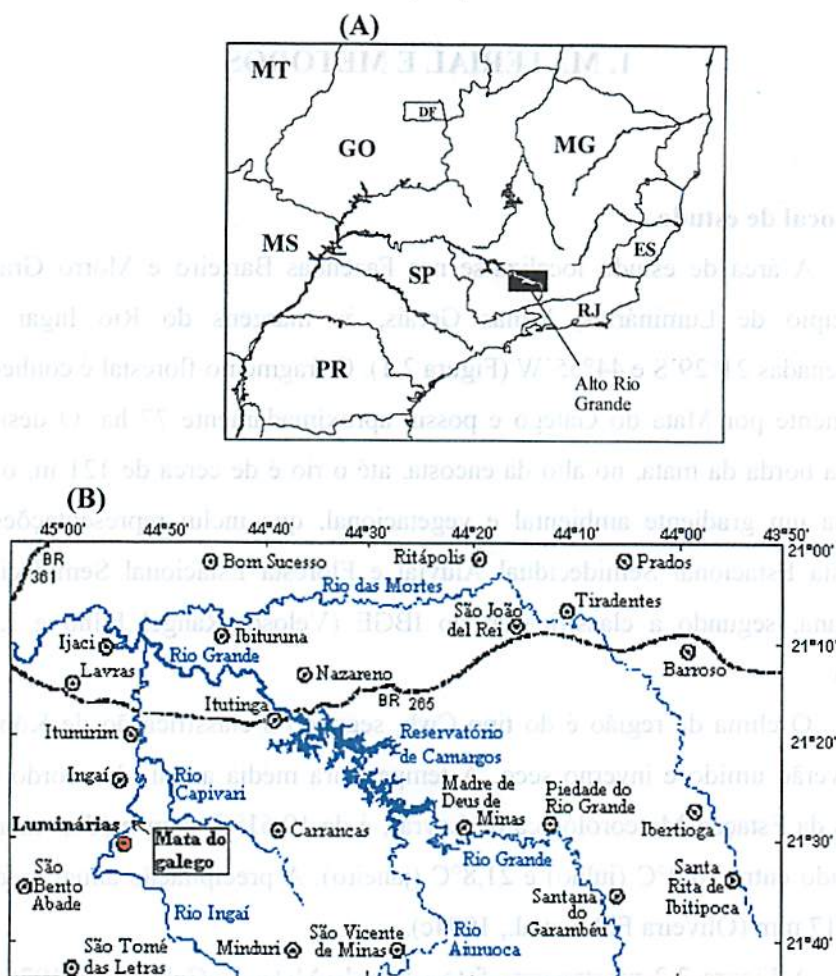 (A)
MT
DF
GO
MG
MS
ES
SP
RJ
PR
Alto Rio
Grande
(B)
45°00'
44°50'
44°40'
44°30'
44°20'
44°10'
44°00'
43°50'
21°00'
BR
361
Bom Sucesso
Ritápolis
Prados
Rio das Mortes
Tiradentes
São João
del Rei
Ijaci
Ibituruna
21°10'
Rio Grande
Barroso
Lavras
Nazareno
BR 265
Itutinga
Itumirim
Reservatório
de Camargos
21°20'
Ingaí
Rio
Capivari
Madre de
Deus de
Minas
Piedade do
Rio Grande
Ibertioga
Luminárias
Mata do
galego
Carrancas
Rio
Grande
21°30'
São
Bento
Abade
Santana
do
Garambéu
Santa
Rita de
Ibitipoca
Rio Ingaí
São Tomé
das Letras
Minduri
São Vicente
de Minas
Rio
Aiuruoca
21°40'